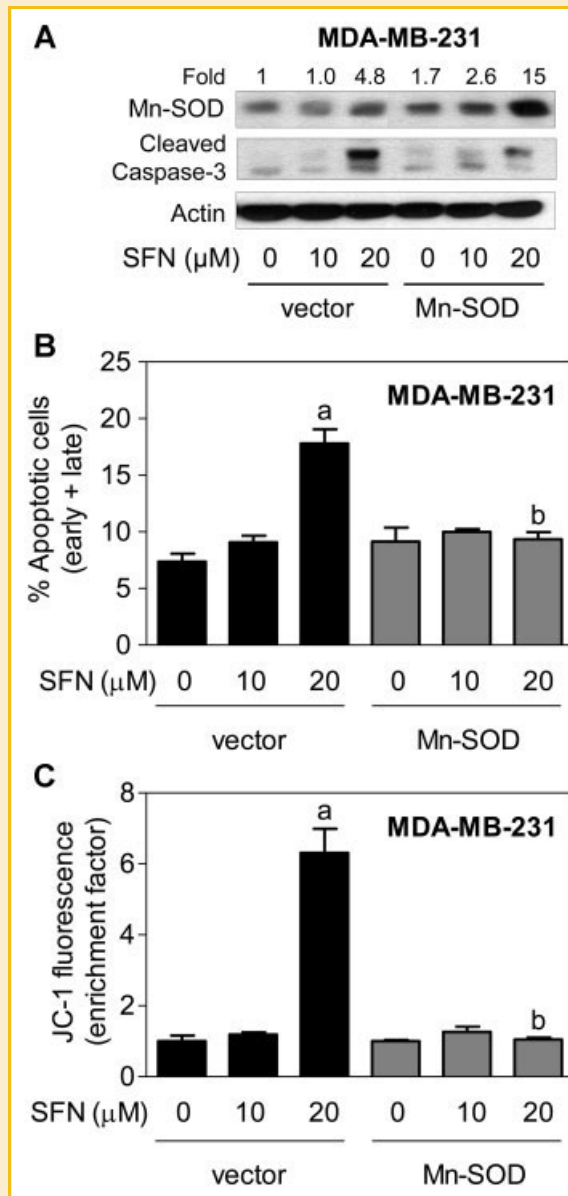 A
MDA-MB-231
Fold 1 1.0 4.8 1.7 2.6 15
Mn-SOD
Cleaved
Caspase-3
Actin
SFN (µM) 0 10 20 0 10 20
vector Mn-SOD
B
25
20
15
10
5
0
% Apoptotic cells
(early + late)
MDA-MB-231
a
b
SFN (µM) 0 10 20 0 10 20
vector Mn-SOD
C
8
6
4
2
0
JC-1 fluorescence
(enrichment factor)
MDA-MB-231
a
b
SFN (µM) 0 10 20 0 10 20
vector Mn-SOD